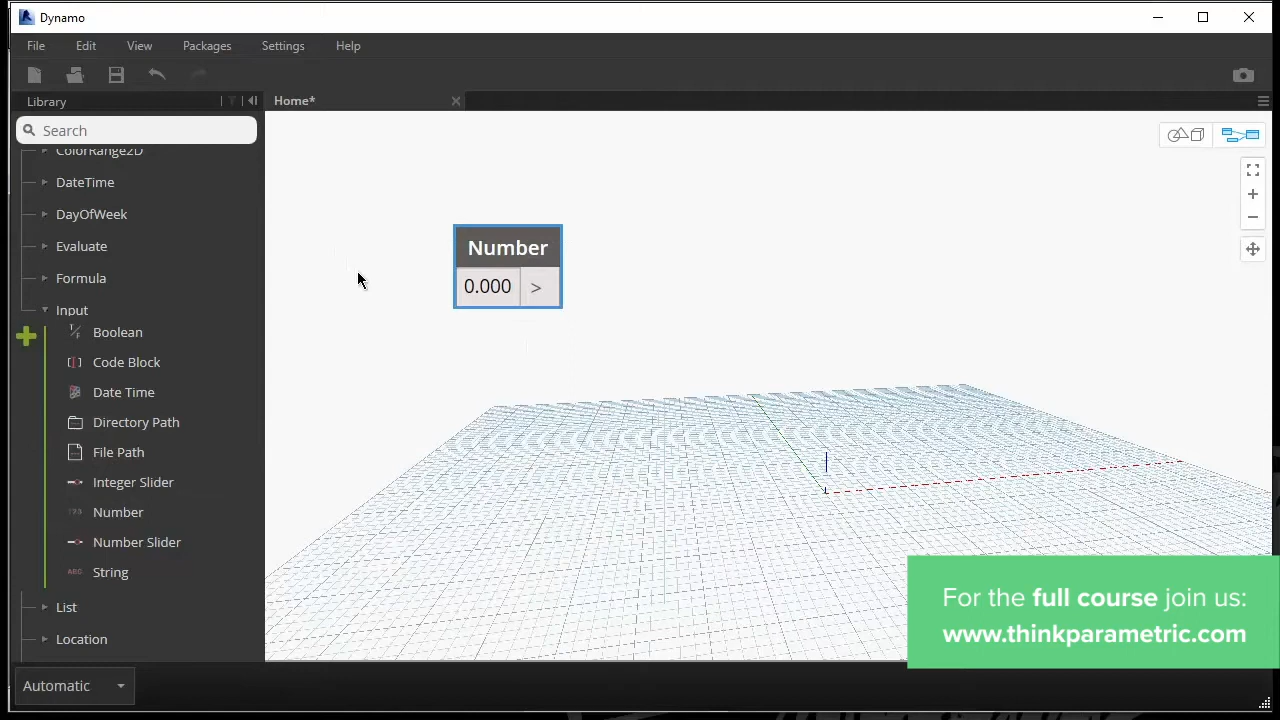 Dynamo
File Edit View Packages Settings Help
Library
Home*
Search
ColorRange2D
DateTime
DayOfWeek
Evaluate
Formula
Input
Boolean
Code Block
Date Time
Directory Path
File Path
Integer Slider
Number
Number Slider
String
List
Location
Number
0.000 >
For the full course join us:
www.thinkparametric.com
Automatic